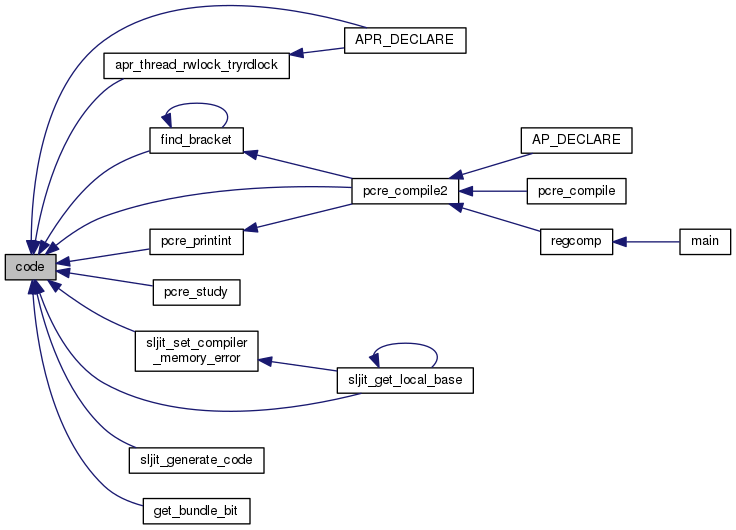 APR_DECLARE
apr_thread_rwlock_tryrdlock
find_bracket
AP_DECLARE
pcre_compile2
pcre_compile
pcre_printint
regcomp
main
code
pcre_study
sljit_set_compiler
_memory_error
sljit_get_local_base
sljit_generate_code
get_bundle_bit